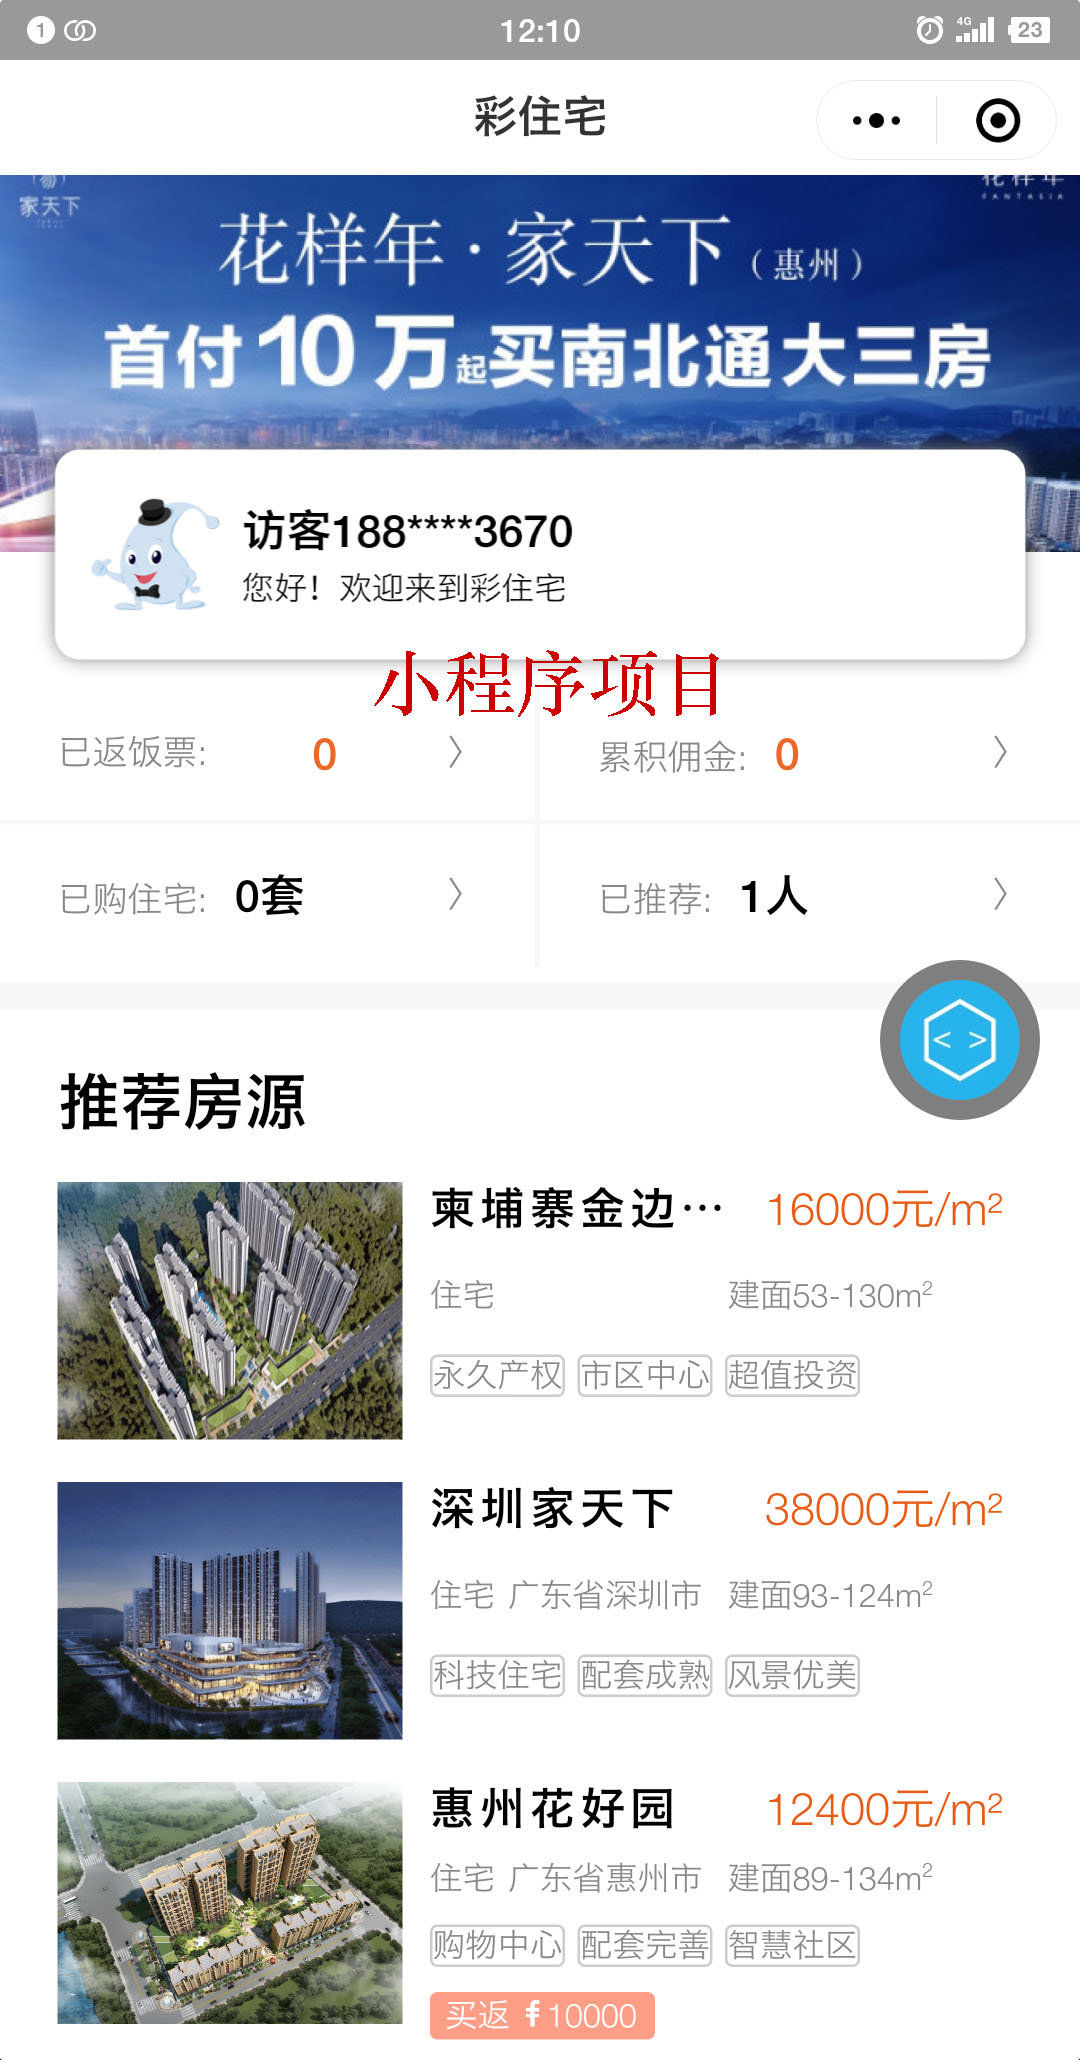 1
12:10
4G
23
彩住宅
家天下
花样年
FANTASIA
花样年·家天下（惠州）
首付10万起买南北通大三房
访客188****3670
您好！欢迎来到彩住宅
小程序项目
已返饭票: 0
累积佣金: 0
已购住宅: 0套
已推荐: 1人
推荐房源
柬埔寨金边… 16000元/m²
住宅 建面53-130m²
永久产权 市区中心 超值投资
深圳家天下 38000元/m²
住宅 广东省深圳市 建面93-124m²
科技住宅 配套成熟 风景优美
惠州花好园 12400元/m²
住宅 广东省惠州市 建面89-134m²
购物中心 配套完善 智慧社区
买返 10000